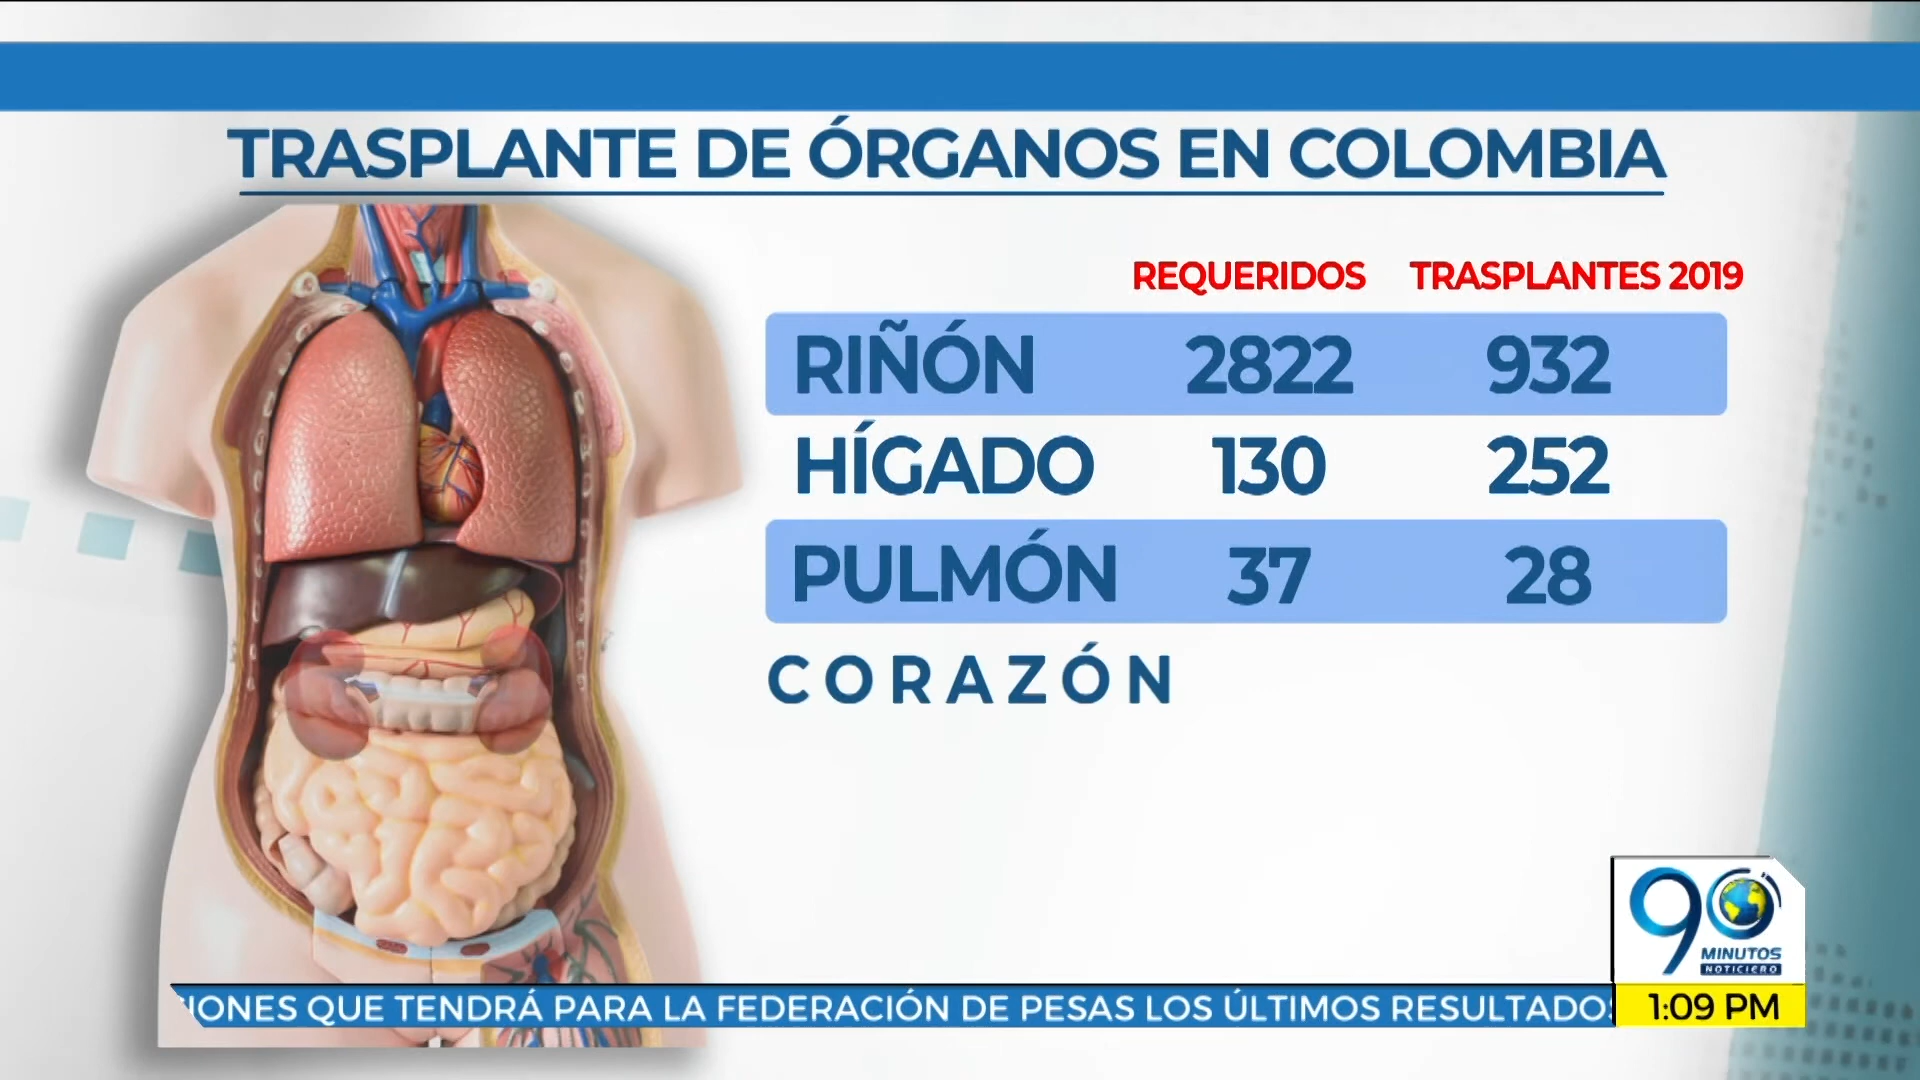 TRASPLANTE DE ÓRGANOS EN COLOMBIA
REQUERIDOS TRASPLANTES 2019
RIÑÓN 2822 932
HÍGADO 130 252
PULMÓN 37 28
CORAZÓN
90
MINUTOS
NOTICIERO
IONES QUE TENDRÁ PARA LA FEDERACIÓN DE PESAS LOS ÚLTIMOS RESULTADOS
1:09 PM